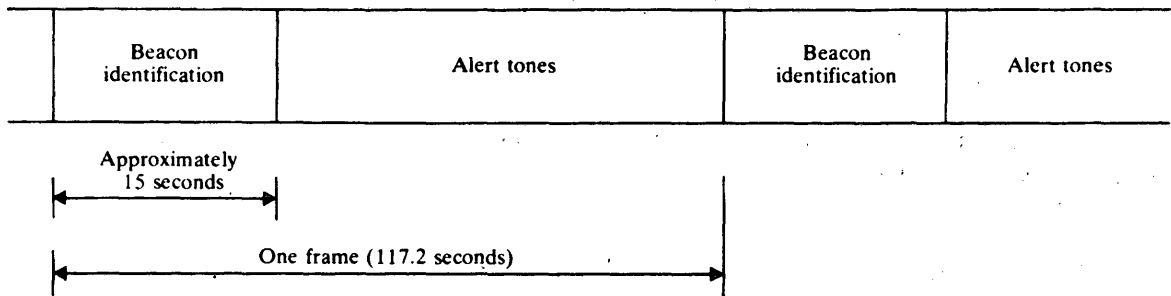 Beacon
identification
Alert tones
Beacon
identification
Alert tones
Approximately
15 seconds
One frame (117.2 seconds)